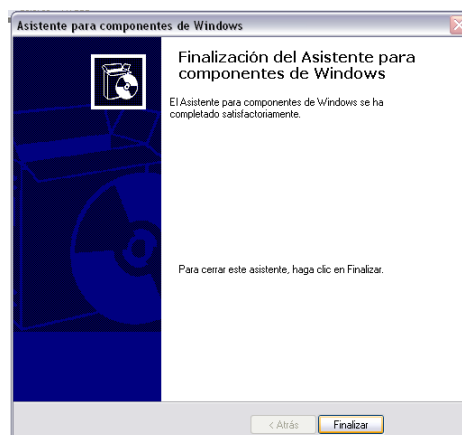 Asistente para componentes de Windows
Finalización del Asistente para
componentes de Windows
El Asistente para componentes de Windows se ha
completado satisfactoriamente.
Para cerrar este asistente, haga clic en Finalizar.
< Atrás
Finalizar